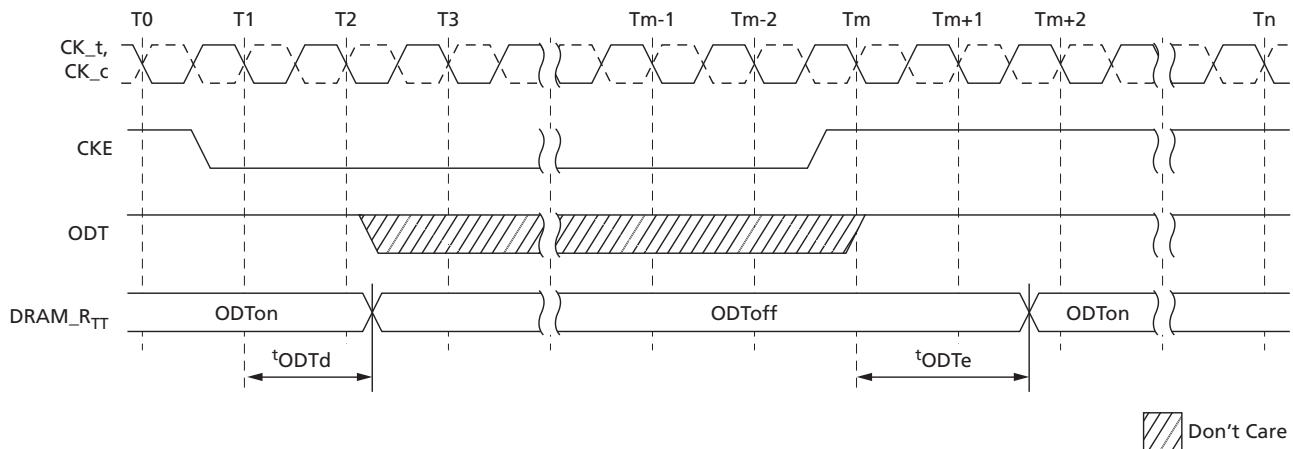 T0 T1 T2 T3 Tm-1 Tm-2 Tm Tm+1 Tm+2 Tn
CK_t,
CK_c
CKE
ODT
DRAM_RTT ODTon ODToff ODTon
tODTd tODTe
Don't Care